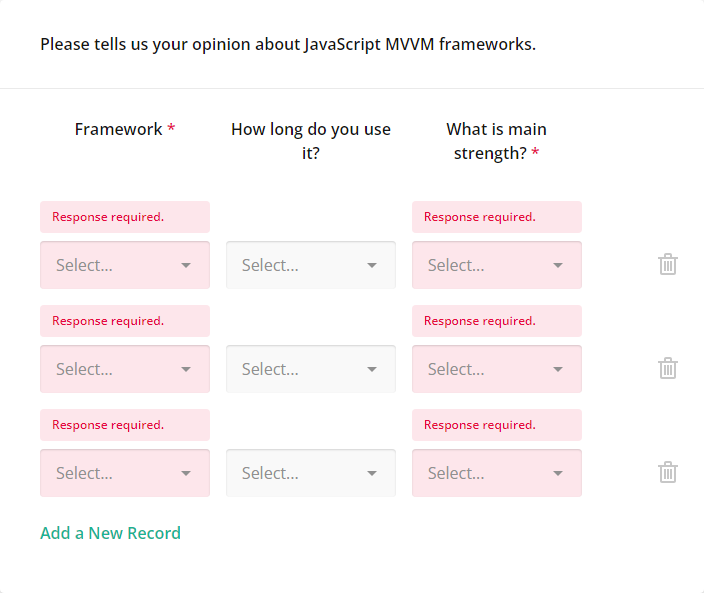 Please tells us your opinion about JavaScript MVVM frameworks.
Framework *
How long do you use
it?
What is main
strength? *
Response required.
Response required.
Select...
Select...
Select...
Response required.
Response required.
Select...
Select...
Select...
Response required.
Response required.
Select...
Select...
Select...
Add a New Record